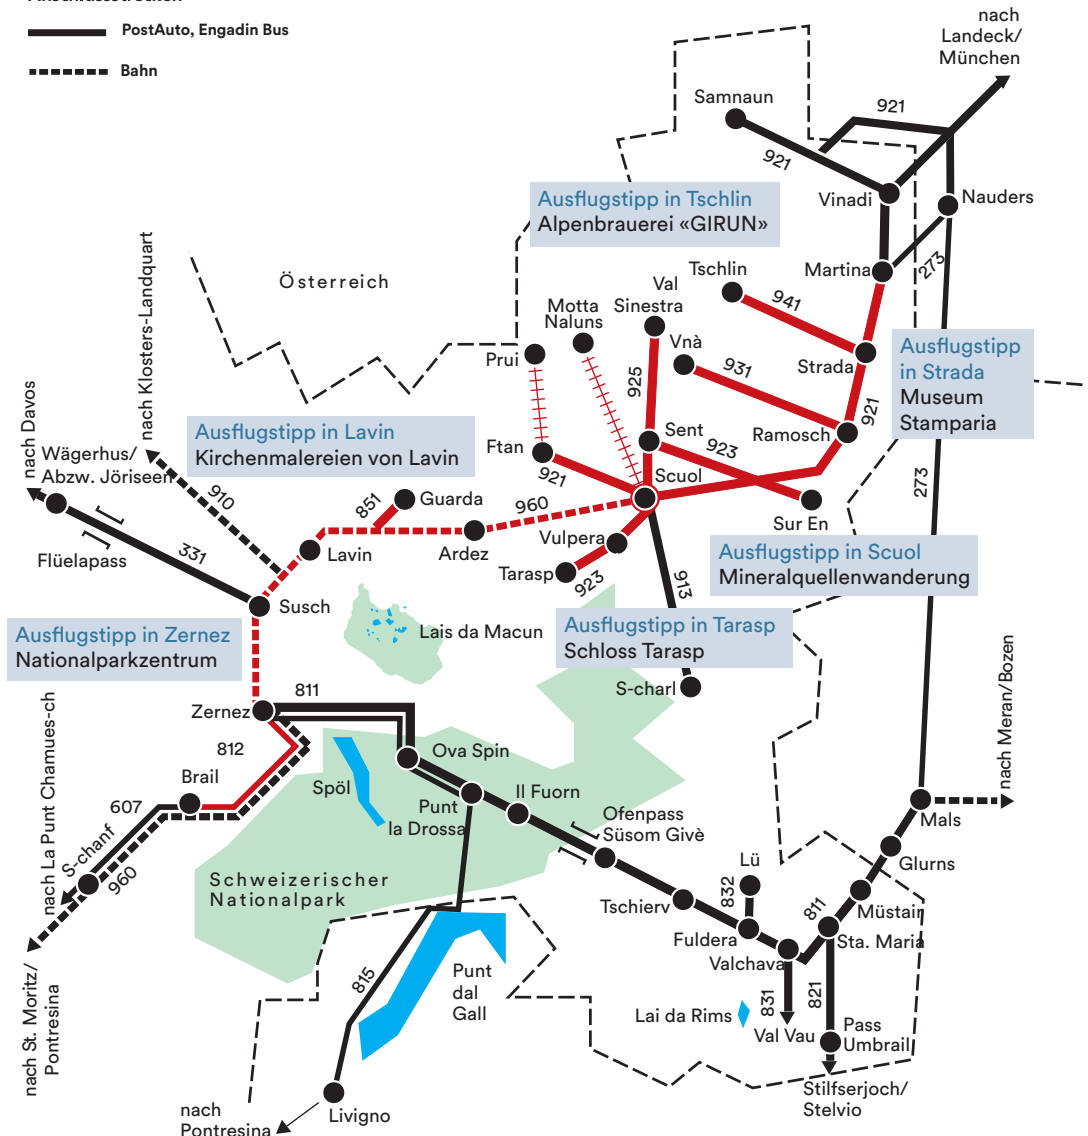 PostAuto, Engadin Bus
Bahn
nach
Landeck/
München
Samnaun
921
921
Vinadi
Nauders
Ausflugstipp in Tschlin
Alpenbrauerei «GIRUN»
Österreich
nach Klosters-Landquart
Tschlin
Martina
273
Val
Sinestra
941
Motta
Naluns
Vnà
Prui
925
931
Strada
Ausflugstipp
in Strada
Museum
Stamparia
921
nach Davos
Ausflugstipp in Lavin
Kirchenmalereien von Lavin
Wägerhus/
Abzw. Jöriseen
Ftan
921
Sent
923
Ramosch
Scuol
273
910
851
Guarda
960
Sur En
Flüelapass
331
Lavin
Ardez
Vulpera
Tarasp
923
913
Ausflugstipp in Scuol
Mineralquellenwanderung
Susch
Ausflugstipp in Zernez
Nationalparkzentrum
Lais da Macun
Ausflugstipp in Tarasp
Schloss Tarasp
S-charl
811
Zernez
nach La Punt Chamues-ch
812
Ova Spin
nach Meran/Bozen
Brail
Spöl
Punt
la Drossa
Il Fuorn
607
Ofenpass
Süsom Givè
Mals
S-chanf
960
Glurns
Lü
832
Schweizerischer
Nationalpark
Tschierv
811
Müstair
Fuldera
Sta. Maria
Valchava
nach St. Moritz/
Pontresina
815
Punt
dal
Gall
831
821
Lai da Rims
Val Vau
Pass
Umbrail
Stilfserjoch/
Stelvio
nach
Pontresina
Livigno